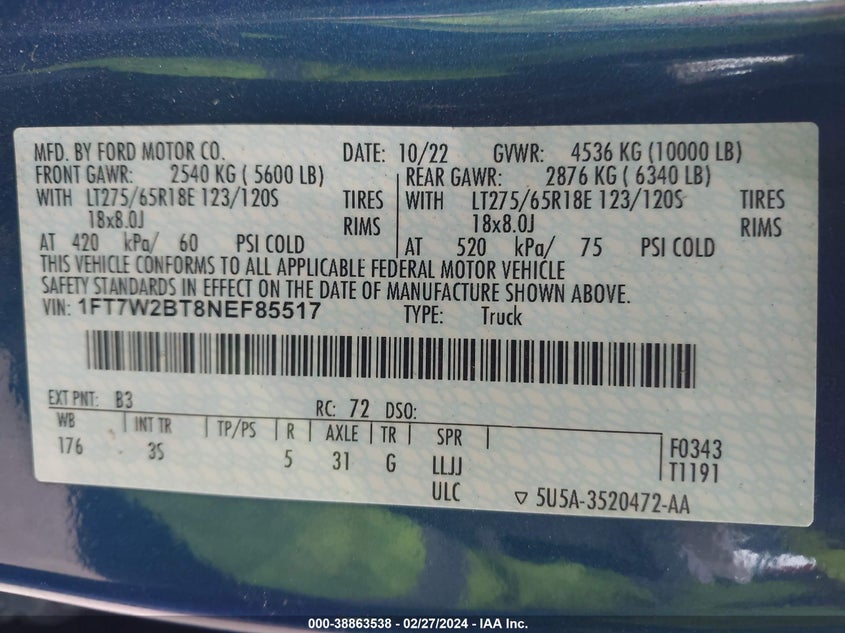 MFD. BY FORD MOTOR CO. DATE: 10/22 GVWR: 4536 KG (10000 LB)
FRONT GAWR: 2540 KG ( 5600 LB) REAR GAWR: 2876 KG ( 6340 LB)
WITH LT275/65R18E 123/120S TIRES WITH LT275/65R18E 123/120S TIRES
18x8.0J RIMS 18x8.0J RIMS
AT 420 kPa/ 60 PSI COLD AT 520 kPa/ 75 PSI COLD
THIS VEHICLE CONFORMS TO ALL APPLICABLE FEDERAL MOTOR VEHICLE
SAFETY STANDARDS IN EFFECT ON THE DATE OF MANUFACTURE SHOWN ABOVE.
VIN: 1FT7W2BT8NEF85517 TYPE: Truck
EXT PNT: B3 RC: 72 DSO:
WB INT TR TP/PS R AXLE TR SPR
176 3S 5 31 G LLJJ F0343
ULC T1191
5U5A-3520472-AA
000-38863538 - 02/27/2024 - IAA Inc.